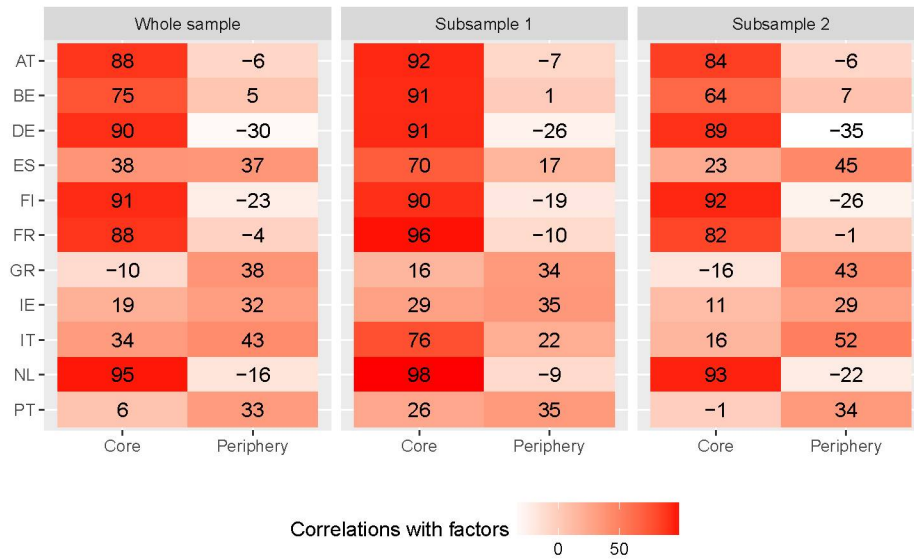 Whole sample Subsample 1 Subsample 2
AT 88 −6 92 −7 84 −6
BE 75 5 91 1 64 7
DE 90 −30 91 −26 89 −35
ES 38 37 70 17 23 45
FI 91 −23 90 −19 92 −26
FR 88 −4 96 −10 82 −1
GR −10 38 16 34 −16 43
IE 19 32 29 35 11 29
IT 34 43 76 22 16 52
NL 95 −16 98 −9 93 −22
PT 6 33 26 35 −1 34
Core Periphery Core Periphery Core Periphery
Correlations with factors
0 50